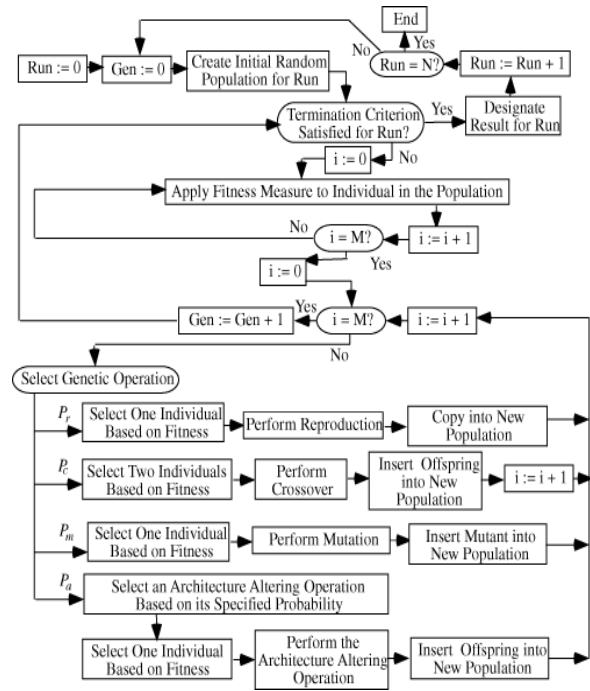 End
No
Yes
Run := 0
Gen := 0
Create Initial Random
Population for Run
Run = N?
Run := Run + 1
Termination Criterion
Satisfied for Run?
Yes
Designate
Result for Run
No
i := 0
Apply Fitness Measure to Individual in the Population
No
i = M?
i := i + 1
Yes
i := 0
Gen := Gen + 1
Yes
i = M?
i := i + 1
No
Select Genetic Operation
Pr
Select One Individual
Based on Fitness
Perform Reproduction
Copy into New
Population
Pc
Select Two Individuals
Based on Fitness
Perform
Crossover
Insert Offspring
into New
Population
i := i + 1
Pm
Select One Individual
Based on Fitness
Perform Mutation
Insert Mutant into
New Population
Pa
Select an Architecture Altering Operation
Based on its Specified Probability
Select One Individual
Based on Fitness
Perform the
Architecture Altering
Operation
Insert Offspring into
New Population